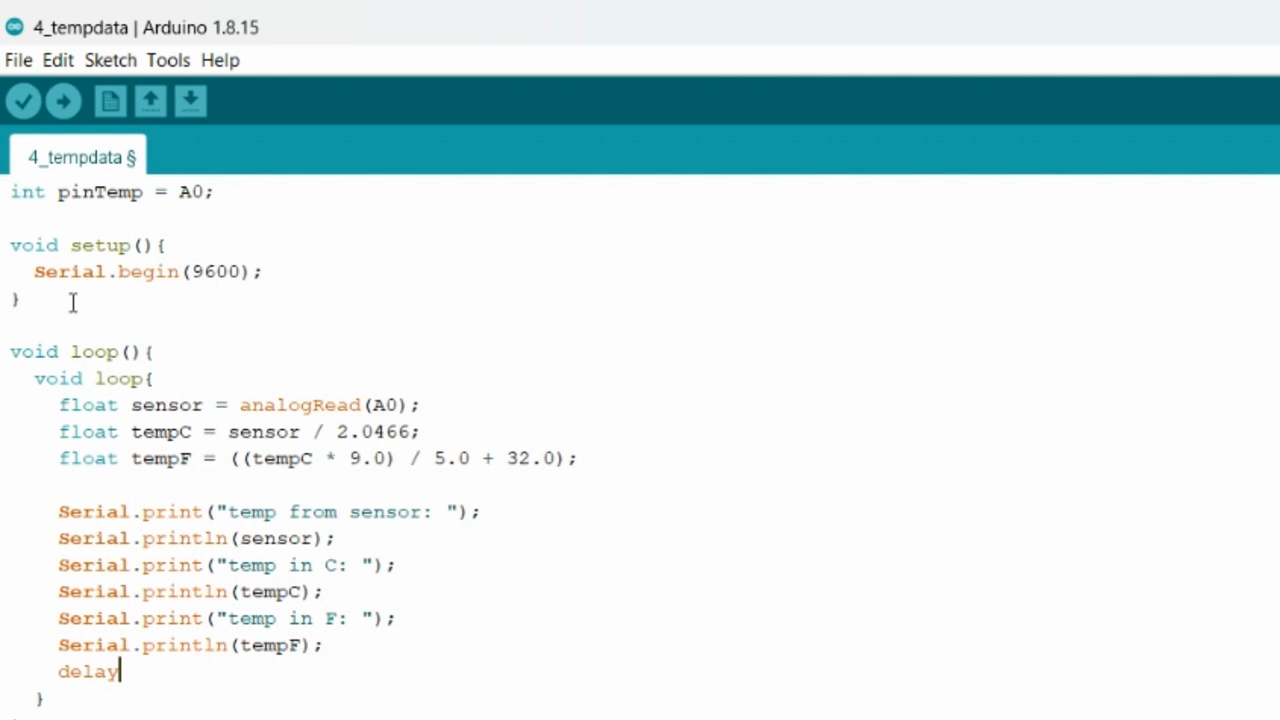 4_tempdata | Arduino 1.8.15
File Edit Sketch Tools Help
4_tempdata §
int pinTemp = A0;
void setup(){
Serial.begin(9600);
}
void loop(){
void loop{
float sensor = analogRead(A0);
float tempC = sensor / 2.0466;
float tempF = ((tempC * 9.0) / 5.0 + 32.0);
Serial.print("temp from sensor: ");
Serial.println(sensor);
Serial.print("temp in C: ");
Serial.println(tempC);
Serial.print("temp in F: ");
Serial.println(tempF);
delay
}